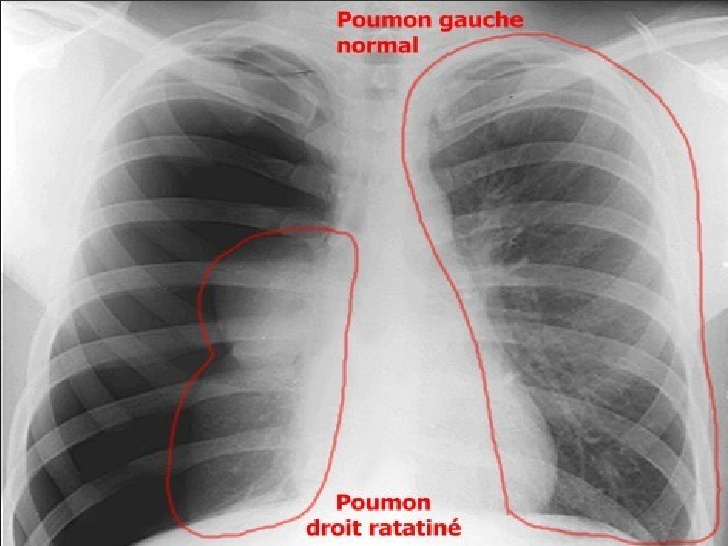 Poumon gauche
normal
Poumon
droit ratatiné